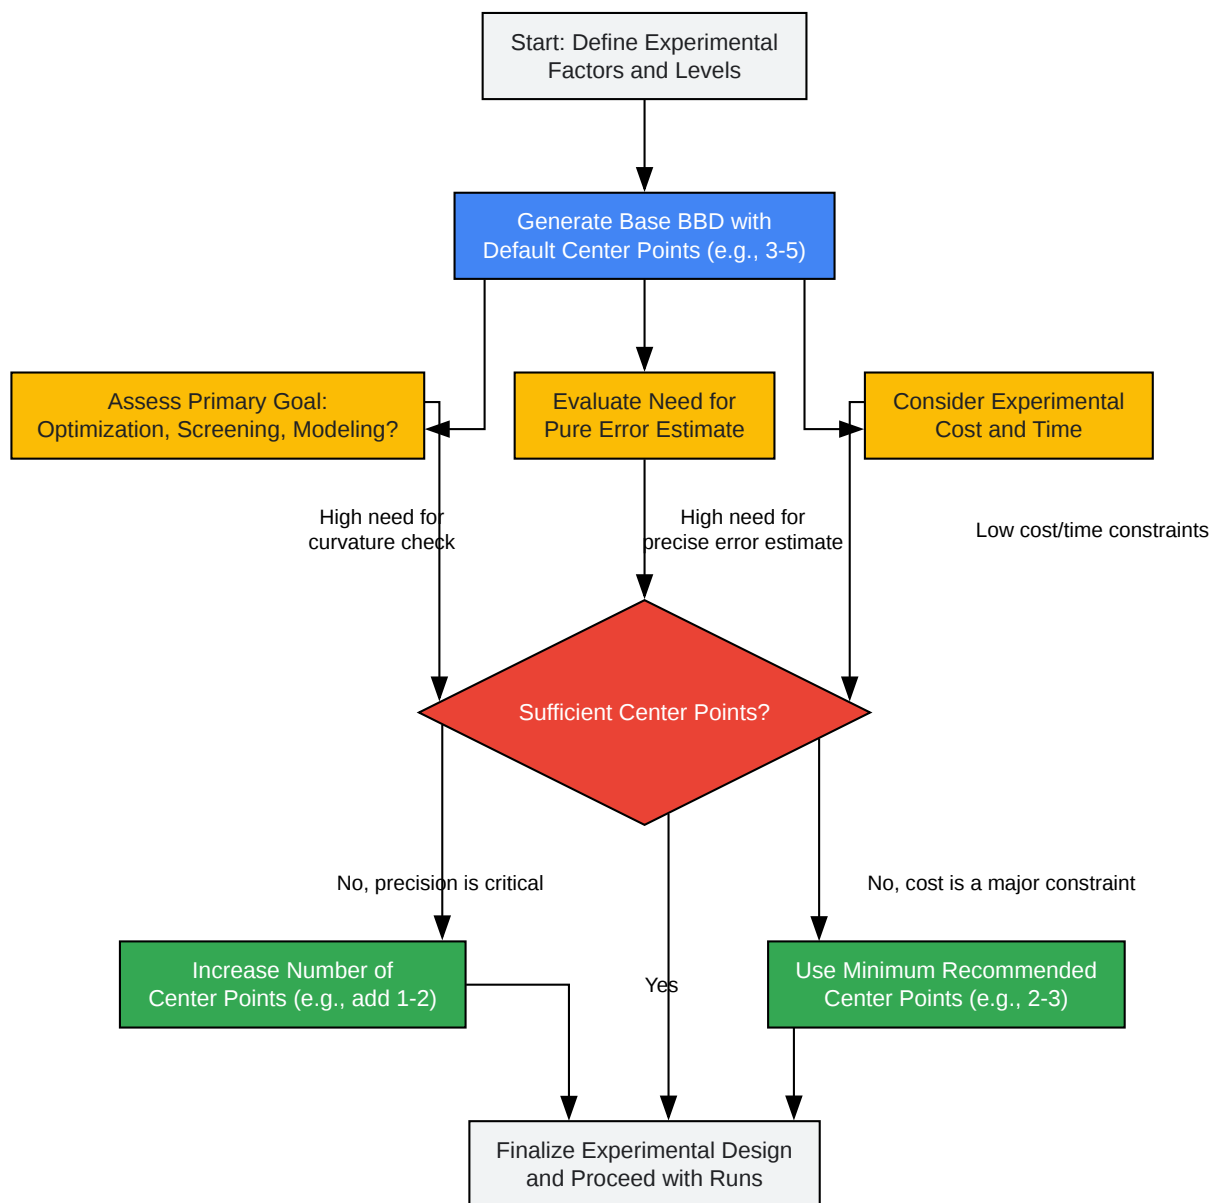 Start: Define Experimental
Factors and Levels
Generate Base BBD with
Default Center Points (e.g., 3-5)
Assess Primary Goal:
Optimization, Screening, Modeling?
Evaluate Need for
Pure Error Estimate
Consider Experimental
Cost and Time
High need for
curvature check
High need for
precise error estimate
Low cost/time constraints
Sufficient Center Points?
No, precision is critical
No, cost is a major constraint
Increase Number of
Center Points (e.g., add 1-2)
Yes
Use Minimum Recommended
Center Points (e.g., 2-3)
Finalize Experimental Design
and Proceed with Runs